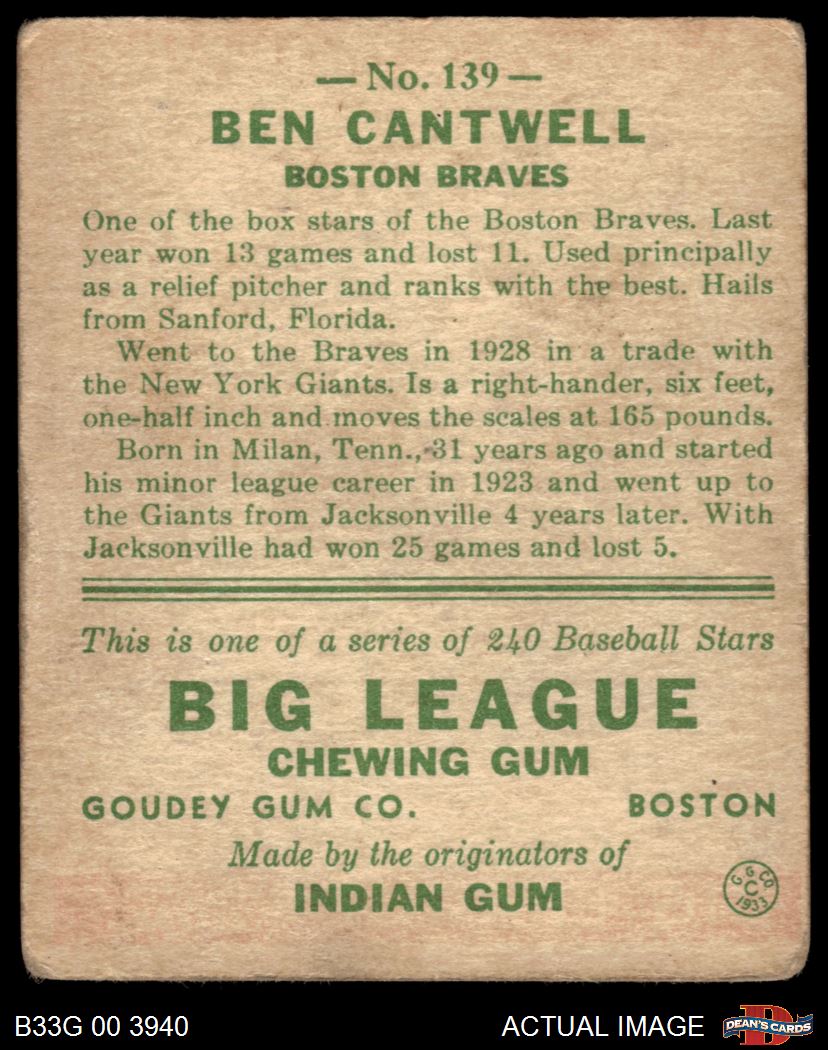 — No. 139 —
BEN CANTWELL
BOSTON BRAVES
One of the box stars of the Boston Braves. Last
year won 13 games and lost 11. Used principally
as a relief pitcher and ranks with the best. Hails
from Sanford, Florida.
Went to the Braves in 1928 in a trade with
the New York Giants. Is a right-hander, six feet,
one-half inch and moves the scales at 165 pounds.
Born in Milan, Tenn., 31 years ago and started
his minor league career in 1923 and went up to
the Giants from Jacksonville 4 years later. With
Jacksonville had won 25 games and lost 5.
This is one of a series of 240 Baseball Stars
BIG LEAGUE
CHEWING GUM
GOUDEY GUM CO. BOSTON
Made by the originators of
INDIAN GUM
G. G. CO.
C
1933
B33G 00 3940 ACTUAL IMAGE
D
DEAN'S CARDS